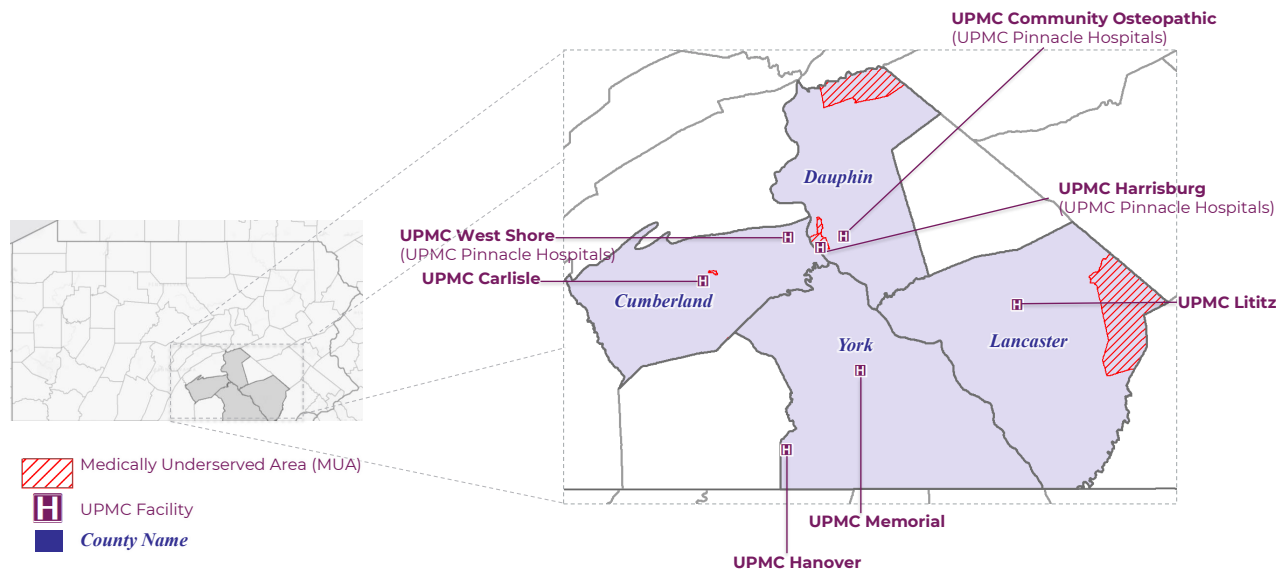 UPMC Community Osteopathic
(UPMC Pinnacle Hospitals)
Dauphin
UPMC Harrisburg
(UPMC Pinnacle Hospitals)
UPMC West Shore
(UPMC Pinnacle Hospitals)
UPMC Carlisle
Cumberland
UPMC Lititz
York
Lancaster
H
H
H
H
H
H
H
Medically Underserved Area (MUA)
H
UPMC Facility
County Name
UPMC Memorial
UPMC Hanover